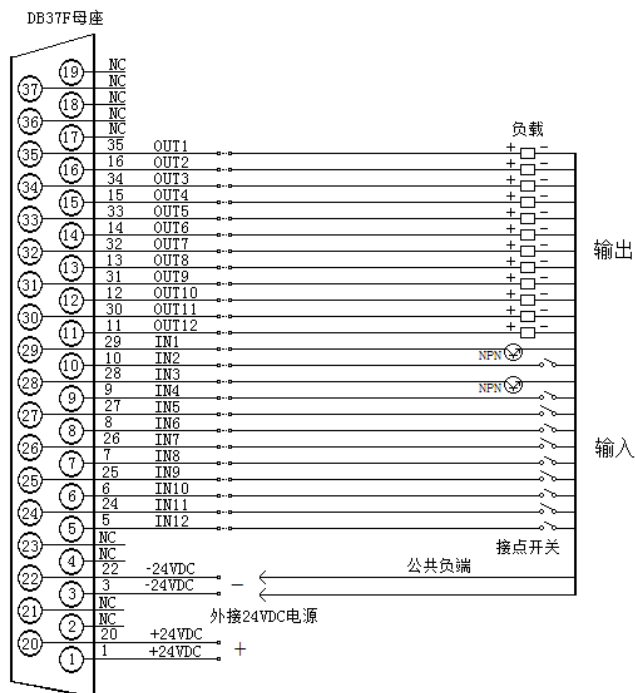 DB37F母座
19 NC
37 NC
18 NC
36 NC
17 NC
负载
35 35 OUT1 + −
16 16 OUT2 + −
34 34 OUT3 + −
15 15 OUT4 + −
33 33 OUT5 + −
14 14 OUT6 + −
32 32 OUT7 + −
13 13 OUT8 + −
31 31 OUT9 + −
12 12 OUT10 + −
30 30 OUT11 + −
11 11 OUT12 + −
输出
29 29 IN1 NPN
10 10 IN2
28 28 IN3 NPN
9 9 IN4
27 27 IN5
8 8 IN6
26 26 IN7
7 7 IN8
25 25 IN9
6 6 IN10
24 24 IN11
5 5 IN12
输入
接点开关
23 NC
4 NC
22 22 -24VDC 公共负端
3 3 -24VDC −
21 NC
外接24VDC电源
2 NC
20 20 +24VDC
1 1 +24VDC +